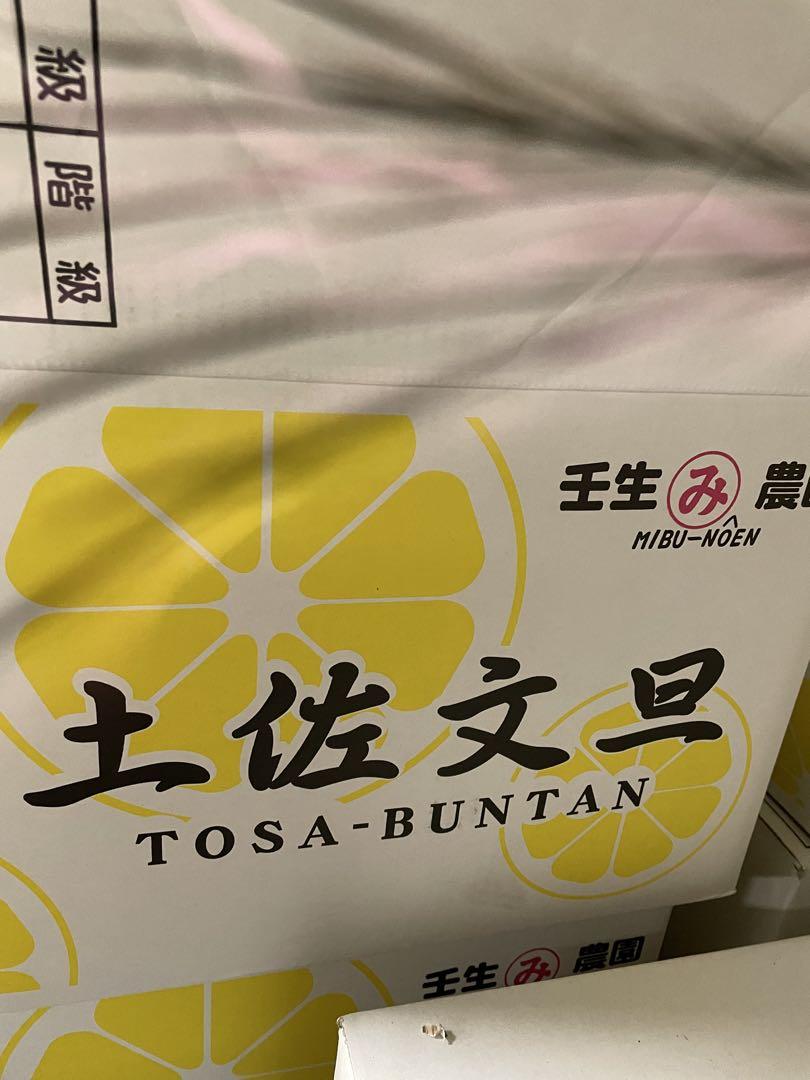 級
階級
壬生 み 農園
MIBU-NOÊN
土佐文旦
TOSA-BUNTAN
壬生 み 農園